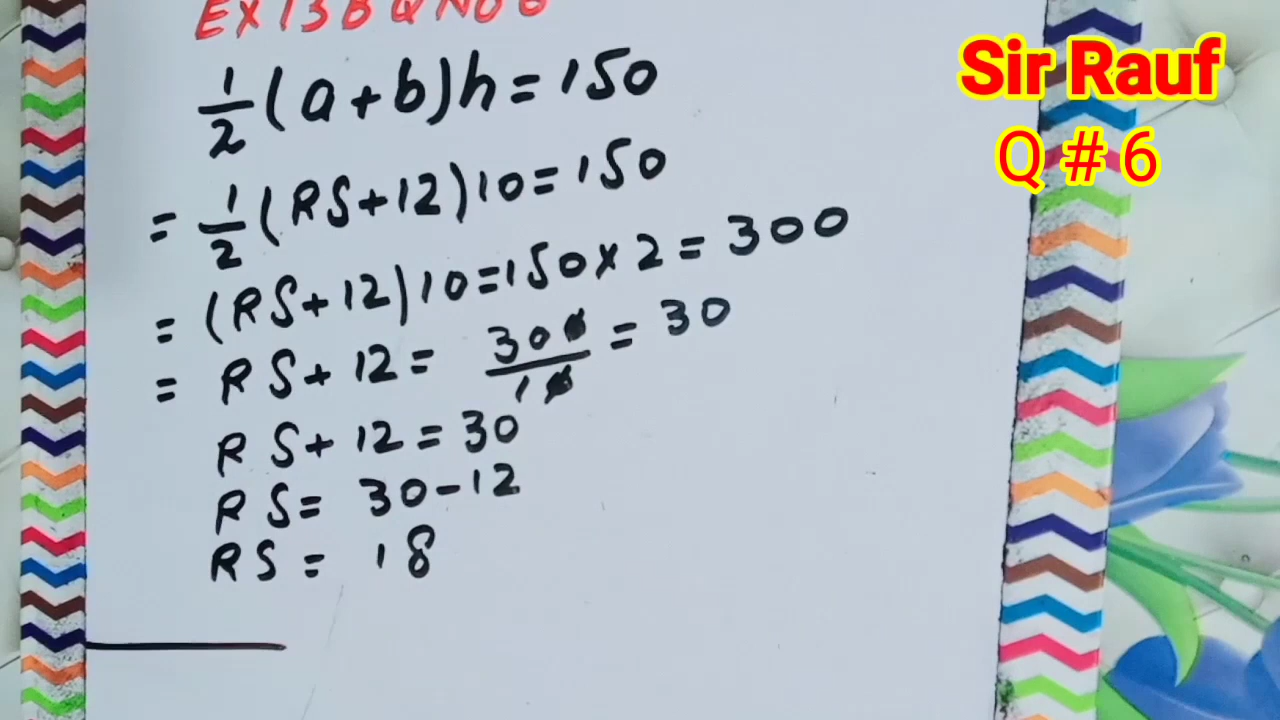 EX 13 B Q NO 6
1/2 (a+b)h=150
= 1/2 (RS+12)10=150
= (RS+12)10=150×2=300
= RS+12= 300/10 = 30
RS+12=30
RS= 30-12
RS= 18
Sir Rauf
Q # 6